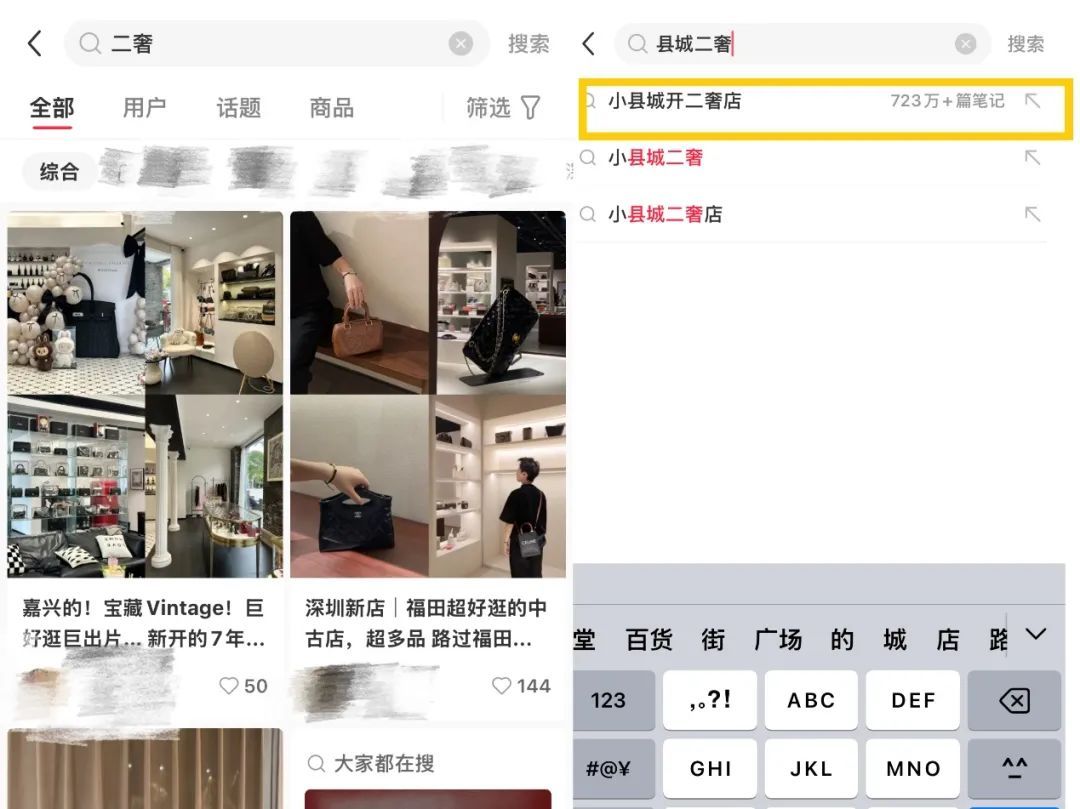 二奢
搜索
全部
用户
话题
商品
筛选
综合
嘉兴的！宝藏Vintage！巨
好逛巨出片... 新开的7年...
50
深圳新店｜福田超好逛的中
古店，超多品 路过福田...
144
大家都在搜
县城二奢
搜索
小县城开二奢店
723万+篇笔记
小县城二奢
小县城二奢店
堂 百货 街 广场 的 城 店 路
123
,。?!
ABC
DEF
#@¥
GHI
JKL
MNO
^^